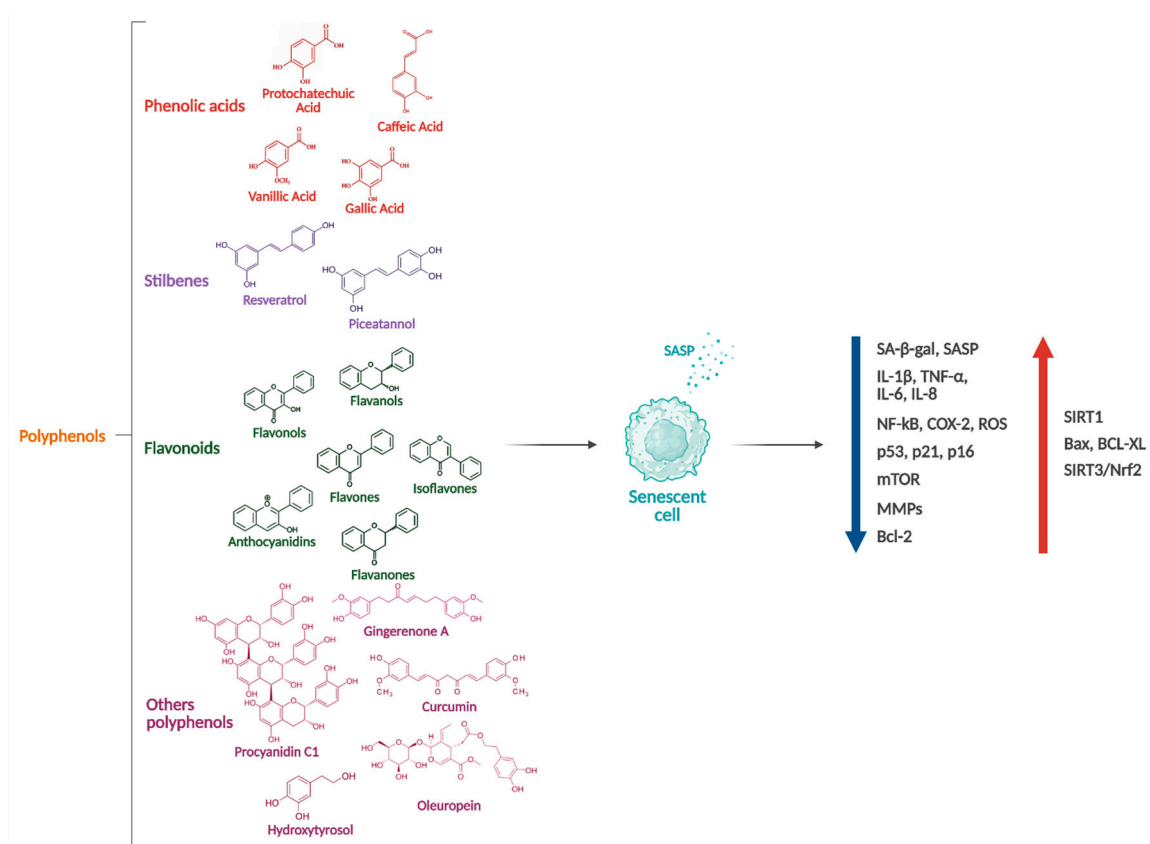 Polyphenols
Phenolic acids
Protochatechuic
Acid
Caffeic Acid
Vanillic Acid
Gallic Acid
Stilbenes
Resveratrol
Piceatannol
Flavonoids
Flavonols
Flavanols
Flavones
Isoflavones
Anthocyanidins
Flavanones
Others
polyphenols
Procyanidin C1
Gingerenone A
Curcumin
Oleuropein
Hydroxytyrosol
SASP
Senescent
cell
SA-β-gal, SASP
IL-1β, TNF-α,
IL-6, IL-8
NF-kB, COX-2, ROS
p53, p21, p16
mTOR
MMPs
Bcl-2
SIRT1
Bax, BCL-XL
SIRT3/Nrf2